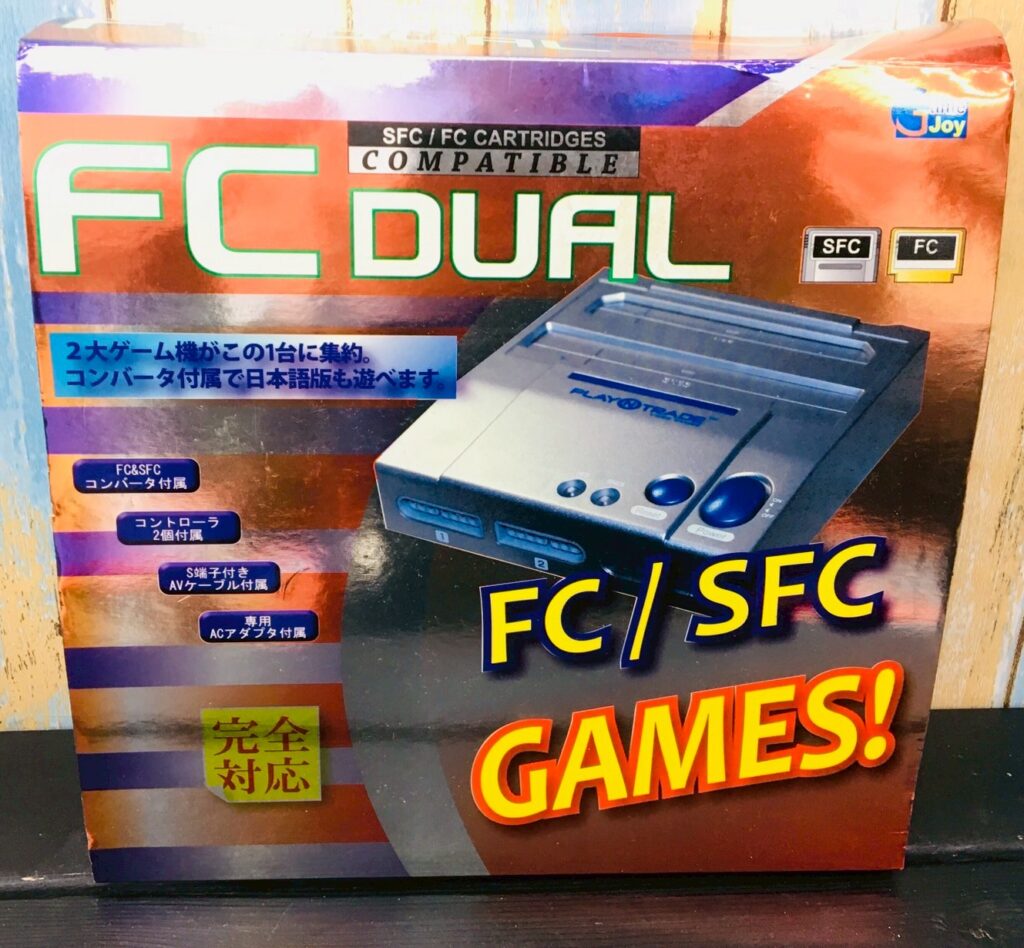 SFC / FC CARTRIDGES
COMPATIBLE
FC DUAL
Game
Joy
SFC
FC
2大ゲーム機がこの1台に集約。
コンバータ付属で日本語版も遊べます。
PLAY N TRADE
FC&SFC
コンバータ付属
コントローラ
2個付属
S端子付き
AVケーブル付属
専用
ACアダプタ付属
1
2
POWER
FC / SFC
GAMES!
完全
対応